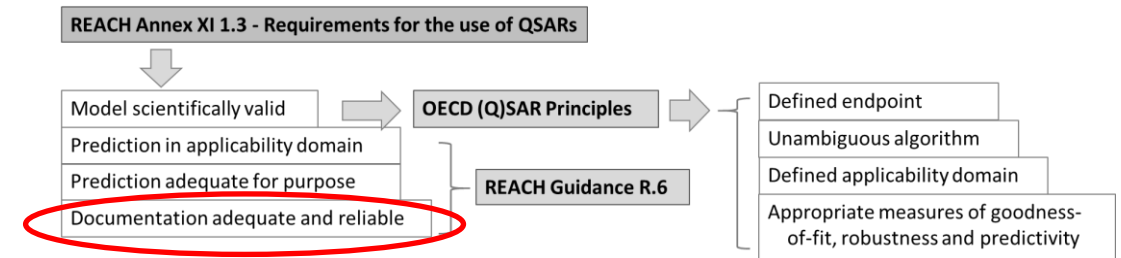 REACH Annex XI 1.3 - Requirements for the use of QSARs
Model scientifically valid
Prediction in applicability domain
Prediction adequate for purpose
Documentation adequate and reliable
OECD (Q)SAR Principles
REACH Guidance R.6
Defined endpoint
Unambiguous algorithm
Defined applicability domain
Appropriate measures of goodness-
of-fit, robustness and predictivity